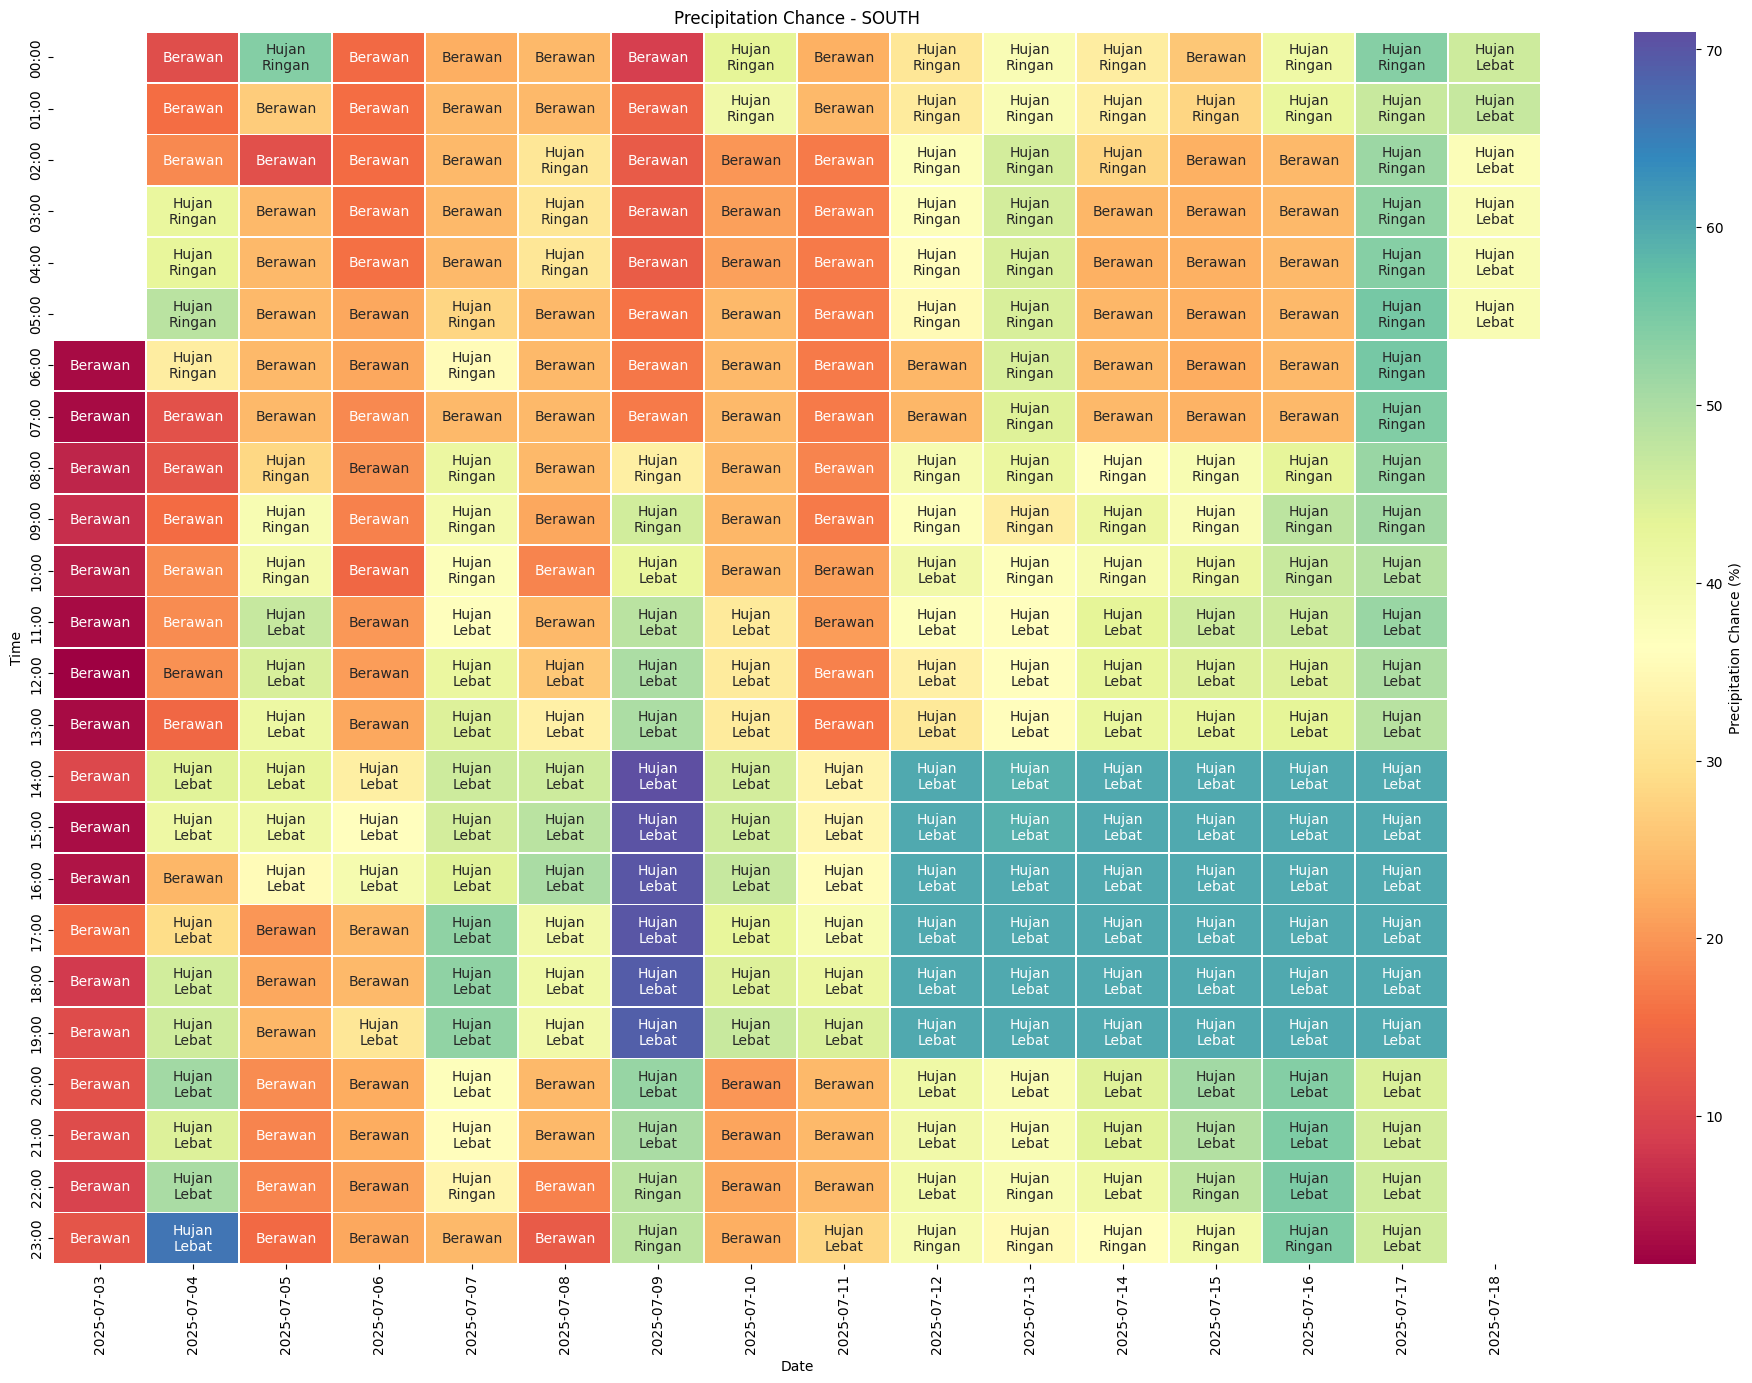 Precipitation Chance - SOUTH
00:00 Berawan Hujan Ringan Berawan Berawan Berawan Berawan Hujan Ringan Berawan Hujan Ringan Hujan Ringan Hujan Ringan Berawan Hujan Ringan Hujan Ringan Hujan Lebat
01:00 Berawan Berawan Berawan Berawan Berawan Berawan Hujan Ringan Berawan Hujan Ringan Hujan Ringan Hujan Ringan Hujan Ringan Hujan Ringan Hujan Ringan Hujan Lebat
02:00 Berawan Berawan Berawan Berawan Hujan Ringan Berawan Berawan Berawan Hujan Ringan Hujan Ringan Hujan Ringan Berawan Berawan Hujan Ringan Hujan Lebat
03:00 Hujan Ringan Berawan Berawan Berawan Hujan Ringan Berawan Berawan Berawan Hujan Ringan Hujan Ringan Berawan Berawan Berawan Hujan Ringan Hujan Lebat
04:00 Hujan Ringan Berawan Berawan Berawan Hujan Ringan Berawan Berawan Berawan Hujan Ringan Hujan Ringan Berawan Berawan Berawan Hujan Ringan Hujan Lebat
05:00 Hujan Ringan Berawan Berawan Hujan Ringan Berawan Berawan Berawan Berawan Hujan Ringan Hujan Ringan Berawan Berawan Berawan Hujan Ringan Hujan Lebat
06:00 Berawan Hujan Ringan Berawan Berawan Hujan Ringan Berawan Berawan Berawan Berawan Berawan Hujan Ringan Berawan Berawan Berawan Hujan Ringan
07:00 Berawan Berawan Berawan Berawan Berawan Berawan Berawan Berawan Berawan Berawan Hujan Ringan Berawan Berawan Berawan Hujan Ringan
08:00 Berawan Berawan Hujan Ringan Berawan Hujan Ringan Berawan Hujan Ringan Berawan Berawan Hujan Ringan Hujan Ringan Hujan Ringan Hujan Ringan Hujan Ringan Hujan Ringan
09:00 Berawan Berawan Hujan Ringan Berawan Hujan Ringan Berawan Hujan Ringan Berawan Berawan Hujan Ringan Hujan Ringan Hujan Ringan Hujan Ringan Hujan Ringan Hujan Ringan
10:00 Berawan Berawan Hujan Ringan Berawan Hujan Ringan Berawan Hujan Lebat Berawan Berawan Hujan Lebat Hujan Ringan Hujan Ringan Hujan Ringan Hujan Ringan Hujan Lebat
11:00 Berawan Berawan Hujan Lebat Berawan Hujan Lebat Berawan Hujan Lebat Hujan Lebat Berawan Hujan Lebat Hujan Lebat Hujan Lebat Hujan Lebat Hujan Lebat Hujan Lebat
12:00 Berawan Berawan Hujan Lebat Berawan Hujan Lebat Hujan Lebat Hujan Lebat Hujan Lebat Berawan Hujan Lebat Hujan Lebat Hujan Lebat Hujan Lebat Hujan Lebat Hujan Lebat
13:00 Berawan Berawan Hujan Lebat Berawan Hujan Lebat Hujan Lebat Hujan Lebat Hujan Lebat Berawan Hujan Lebat Hujan Lebat Hujan Lebat Hujan Lebat Hujan Lebat Hujan Lebat
14:00 Berawan Hujan Lebat Hujan Lebat Hujan Lebat Hujan Lebat Hujan Lebat Hujan Lebat Hujan Lebat Hujan Lebat Hujan Lebat Hujan Lebat Hujan Lebat Hujan Lebat Hujan Lebat Hujan Lebat
15:00 Berawan Hujan Lebat Hujan Lebat Hujan Lebat Hujan Lebat Hujan Lebat Hujan Lebat Hujan Lebat Hujan Lebat Hujan Lebat Hujan Lebat Hujan Lebat Hujan Lebat Hujan Lebat Hujan Lebat
16:00 Berawan Berawan Hujan Lebat Hujan Lebat Hujan Lebat Hujan Lebat Hujan Lebat Hujan Lebat Hujan Lebat Hujan Lebat Hujan Lebat Hujan Lebat Hujan Lebat Hujan Lebat Hujan Lebat
17:00 Berawan Hujan Lebat Berawan Berawan Hujan Lebat Hujan Lebat Hujan Lebat Hujan Lebat Hujan Lebat Hujan Lebat Hujan Lebat Hujan Lebat Hujan Lebat Hujan Lebat Hujan Lebat
18:00 Berawan Hujan Lebat Berawan Berawan Hujan Lebat Hujan Lebat Hujan Lebat Hujan Lebat Hujan Lebat Hujan Lebat Hujan Lebat Hujan Lebat Hujan Lebat Hujan Lebat Hujan Lebat
19:00 Berawan Hujan Lebat Berawan Hujan Lebat Hujan Lebat Hujan Lebat Hujan Lebat Hujan Lebat Hujan Lebat Hujan Lebat Hujan Lebat Hujan Lebat Hujan Lebat Hujan Lebat Hujan Lebat
20:00 Berawan Hujan Lebat Berawan Berawan Hujan Lebat Berawan Hujan Lebat Berawan Berawan Hujan Lebat Hujan Lebat Hujan Lebat Hujan Lebat Hujan Lebat Hujan Lebat
21:00 Berawan Hujan Lebat Berawan Berawan Hujan Lebat Berawan Hujan Lebat Berawan Berawan Hujan Lebat Hujan Lebat Hujan Lebat Hujan Lebat Hujan Lebat Hujan Lebat
22:00 Berawan Hujan Lebat Berawan Berawan Hujan Ringan Berawan Hujan Ringan Berawan Berawan Hujan Lebat Hujan Ringan Hujan Lebat Hujan Ringan Hujan Lebat Hujan Lebat
23:00 Berawan Hujan Lebat Berawan Berawan Berawan Berawan Hujan Ringan Berawan Hujan Lebat Hujan Ringan Hujan Ringan Hujan Ringan Hujan Ringan Hujan Ringan Hujan Lebat
Time
2025-07-03 2025-07-04 2025-07-05 2025-07-06 2025-07-07 2025-07-08 2025-07-09 2025-07-10 2025-07-11 2025-07-12 2025-07-13 2025-07-14 2025-07-15 2025-07-16 2025-07-17 2025-07-18
Date
70
60
50
40
30
20
10
Precipitation Chance (%)